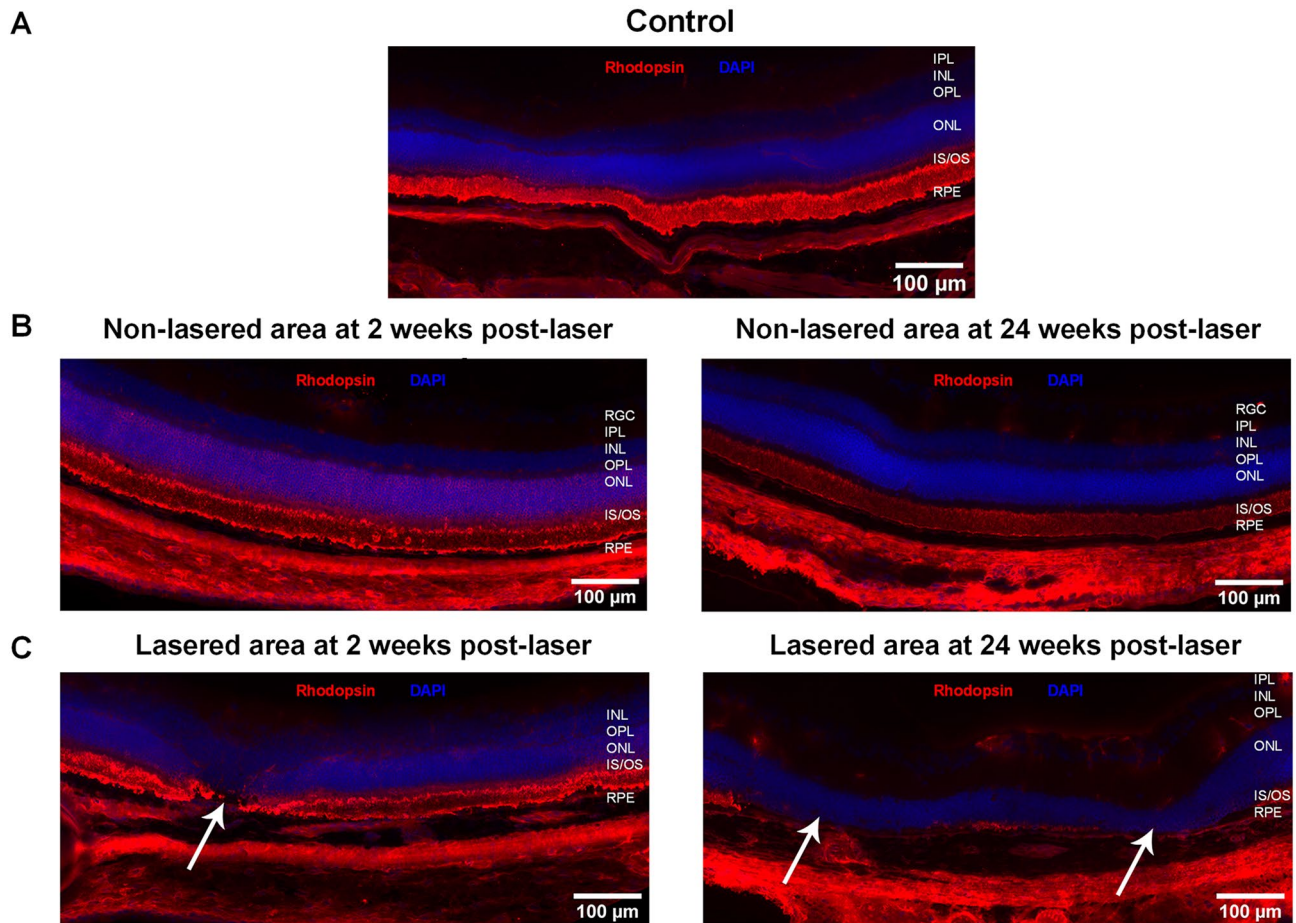 A
Control
Rhodopsin DAPI
IPL
INL
OPL
ONL
IS/OS
RPE
100 µm
B
Non-lasered area at 2 weeks post-laser
Rhodopsin DAPI
RGC
IPL
INL
OPL
ONL
IS/OS
RPE
100 µm
Non-lasered area at 24 weeks post-laser
Rhodopsin DAPI
RGC
IPL
INL
OPL
ONL
IS/OS
RPE
100 µm
C
Lasered area at 2 weeks post-laser
Rhodopsin DAPI
INL
OPL
ONL
IS/OS
RPE
100 µm
Lasered area at 24 weeks post-laser
Rhodopsin DAPI
IPL
INL
OPL
ONL
IS/OS
RPE
100 µm